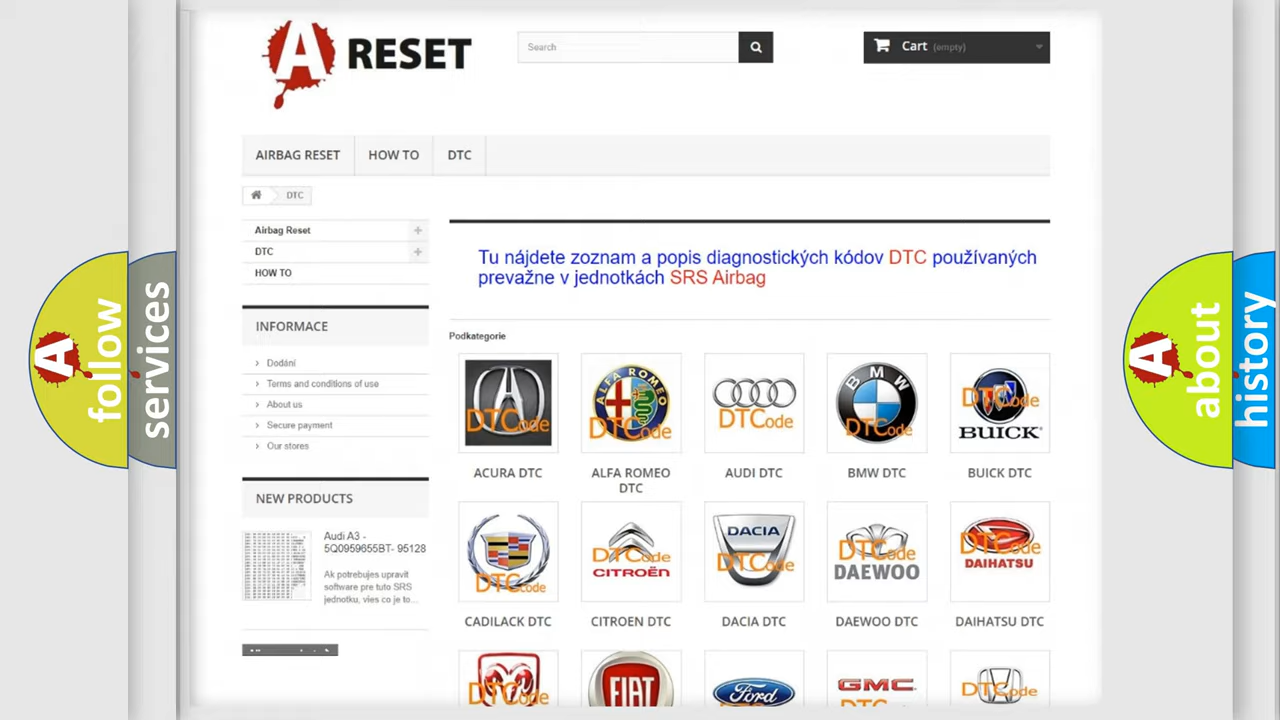 A RESET
Search
Cart (empty)
AIRBAG RESET
HOW TO
DTC
DTC
Airbag Reset
DTC
HOW TO
INFORMACE
Dodání
Terms and conditions of use
About us
Secure payment
Our stores
NEW PRODUCTS
Audi A3 -
5Q0959655BT- 95128
Ak potrebujes upravit
software pre tuto SRS
jednotku, vies co je to...
Tu nájdete zoznam a popis diagnostických kódov DTC používaných
prevažne v jednotkách SRS Airbag
Podkategorie
DTCode
ALFA ROMEO
DTCode
DTCode
BMW
DTCode
DTCode
BUICK
ACURA DTC
ALFA ROMEO
DTC
AUDI DTC
BMW DTC
BUICK DTC
DTCode
DTCode
CITROËN
DACIA
DTCode
DTCode
DAEWOO
DTCode
DAIHATSU
CADILACK DTC
CITROEN DTC
DACIA DTC
DAEWOO DTC
DAIHATSU DTC
DTCode
FIAT
Ford
GMC
DTCode
A follow
services
A about
history